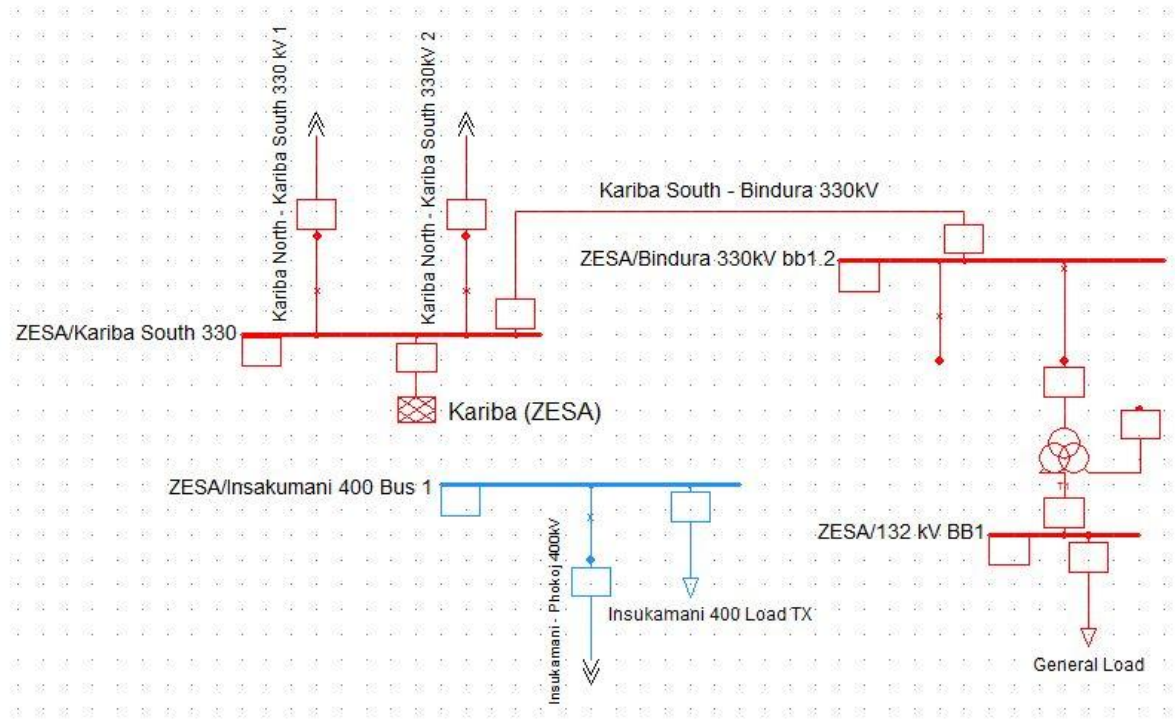 Kariba North - Kariba South 330 kV 1
Kariba North - Kariba South 330kV 2
Kariba South - Bindura 330kV
ZESA/Bindura 330kV bb1.2
ZESA/Kariba South 330
Kariba (ZESA)
ZESA/Insakumani 400 Bus 1
Insukamani - Phokoj 400kV
Insukamani 400 Load TX
ZESA/132 kV BB1
General Load